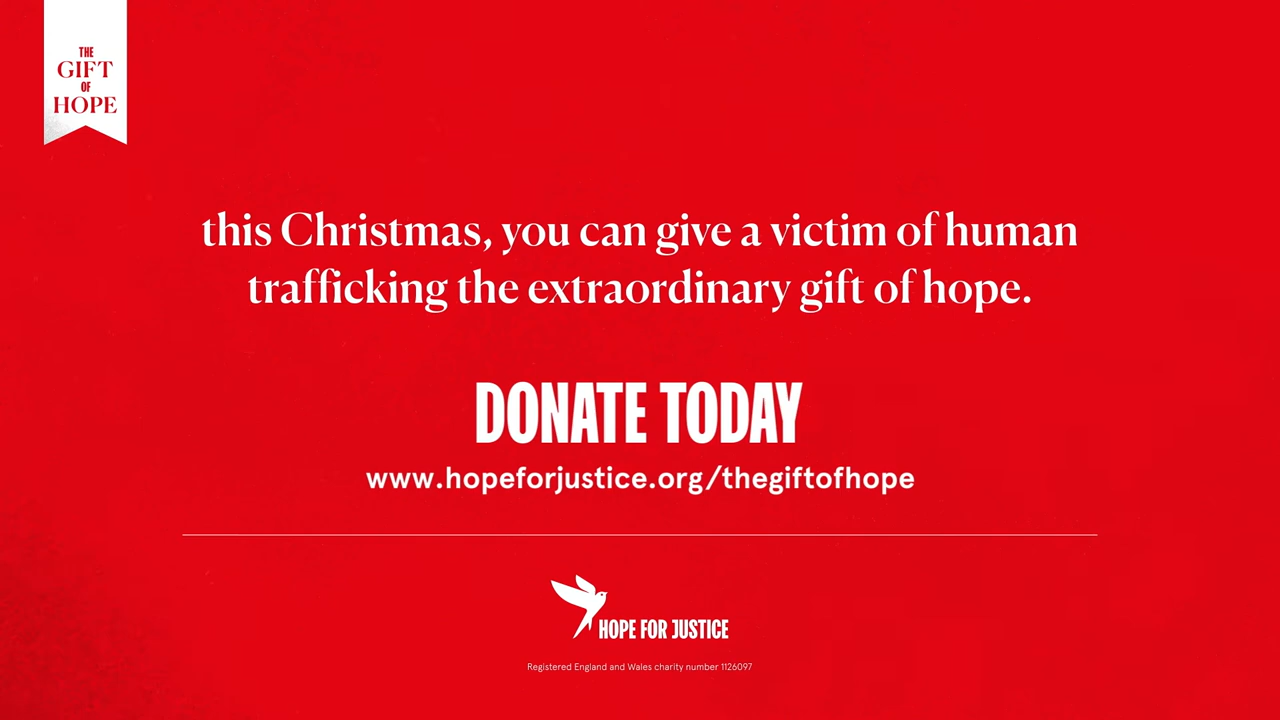 THE
GIFT
OF
HOPE
this Christmas, you can give a victim of human
trafficking the extraordinary gift of hope.
DONATE TODAY
www.hopeforjustice.org/thegiftofhope
HOPE FOR JUSTICE
Registered England and Wales charity number 1126097